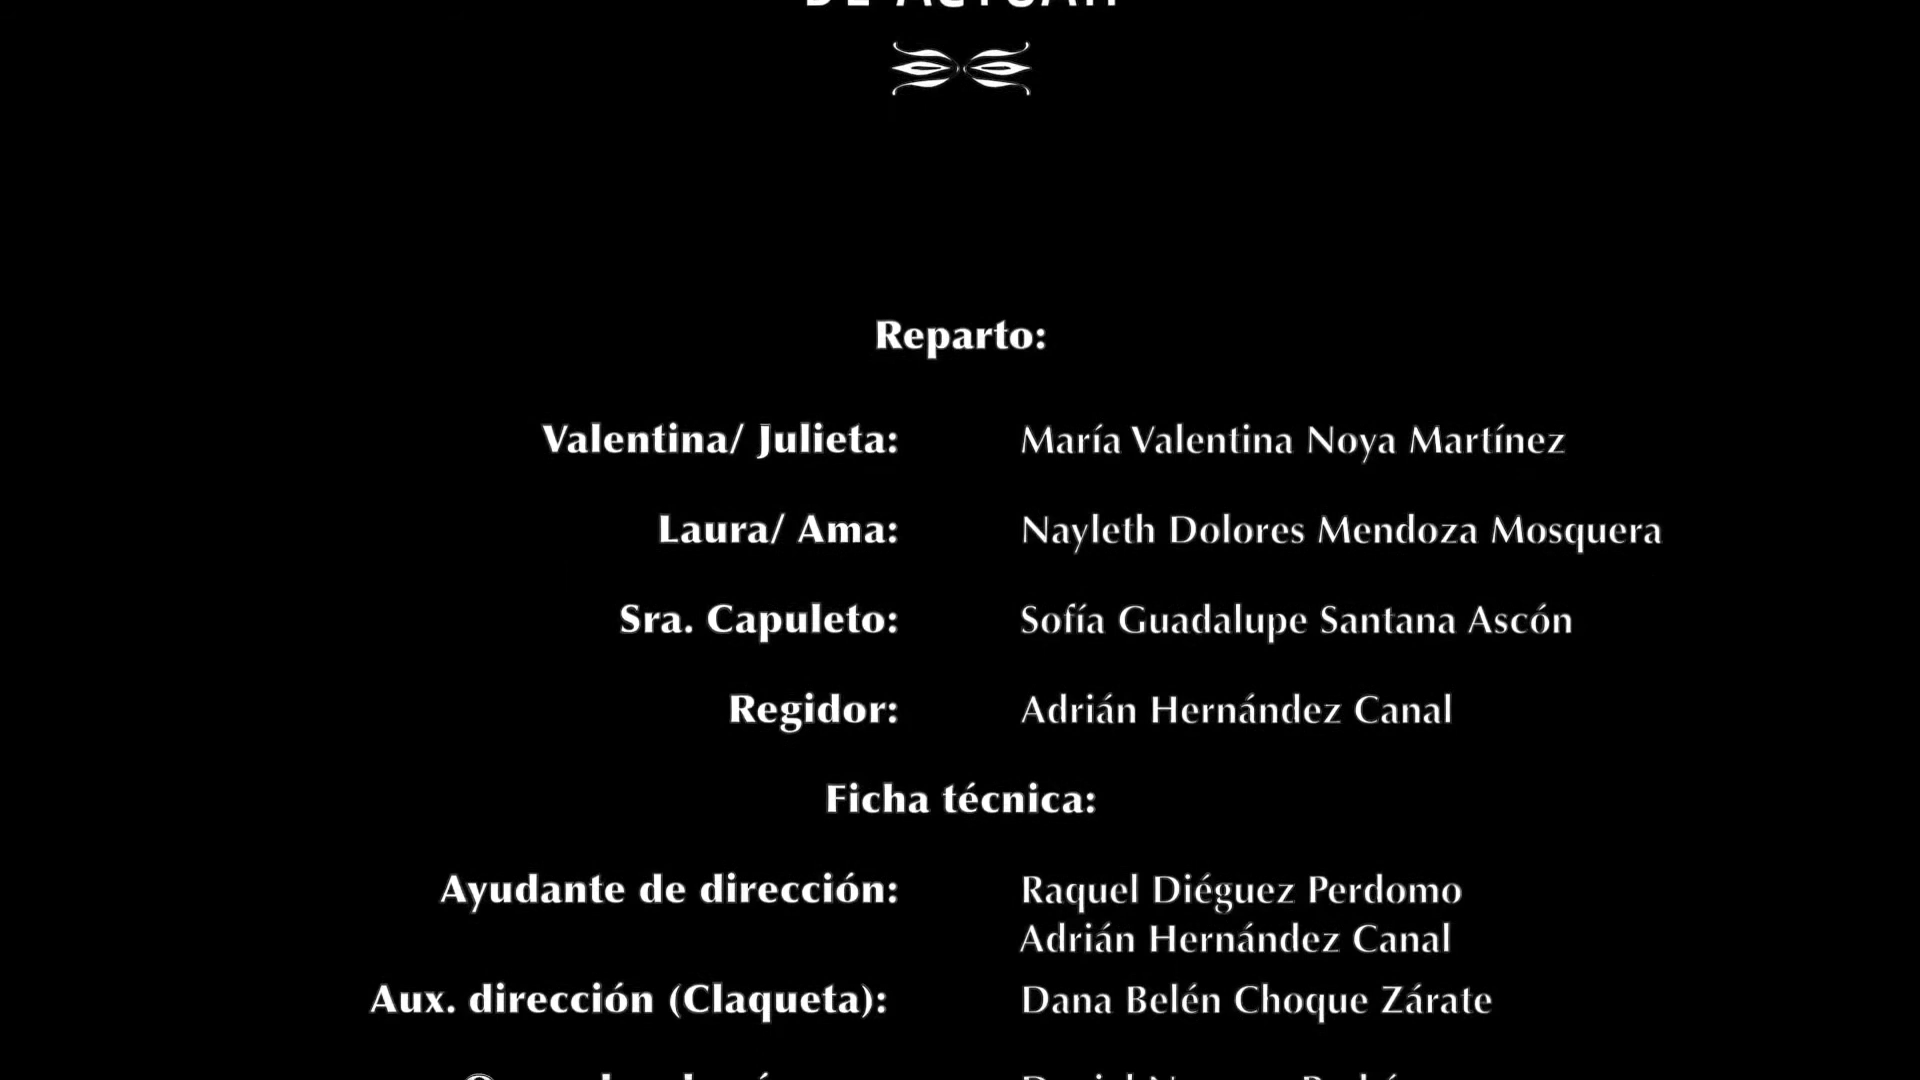 DE ACTUAR
Reparto:
Valentina/ Julieta: María Valentina Noya Martínez
Laura/ Ama: Nayleth Dolores Mendoza Mosquera
Sra. Capuleto: Sofía Guadalupe Santana Ascón
Regidor: Adrián Hernández Canal
Ficha técnica:
Ayudante de dirección: Raquel Diéguez Perdomo
Adrián Hernández Canal
Aux. dirección (Claqueta): Dana Belén Choque Zárate